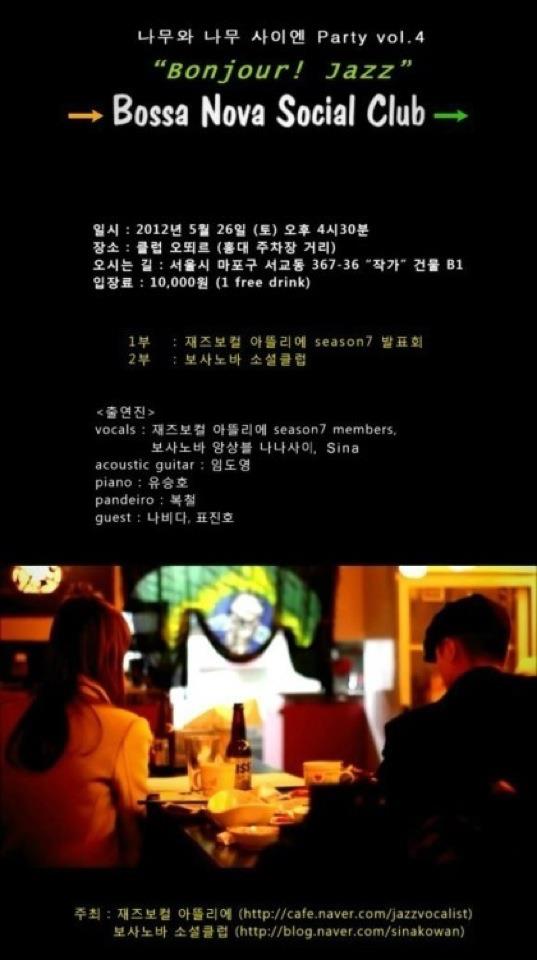 나무와 나무 사이엔 Party vol.4
“Bonjour! Jazz”
Bossa Nova Social Club
일시 : 2012년 5월 26일 (토) 오후 4시30분
장소 : 클럽 오뙤르 (홍대 주차장 거리)
오시는 길 : 서울시 마포구 서교동 367-36 “작가” 건물 B1
입장료 : 10,000원 (1 free drink)
1부 : 재즈보컬 아뜰리에 season7 발표회
2부 : 보사노바 소셜클럽
<출연진>
vocals : 재즈보컬 아뜰리에 season7 members,
보사노바 앙상블 나나사이, Sina
acoustic guitar : 임도영
piano : 유승호
pandeiro : 복철
guest : 나비다, 표진호
주최 : 재즈보컬 아뜰리에 (http://cafe.naver.com/jazzvocalist)
보사노바 소셜클럽 (http://blog.naver.com/sinakowan)